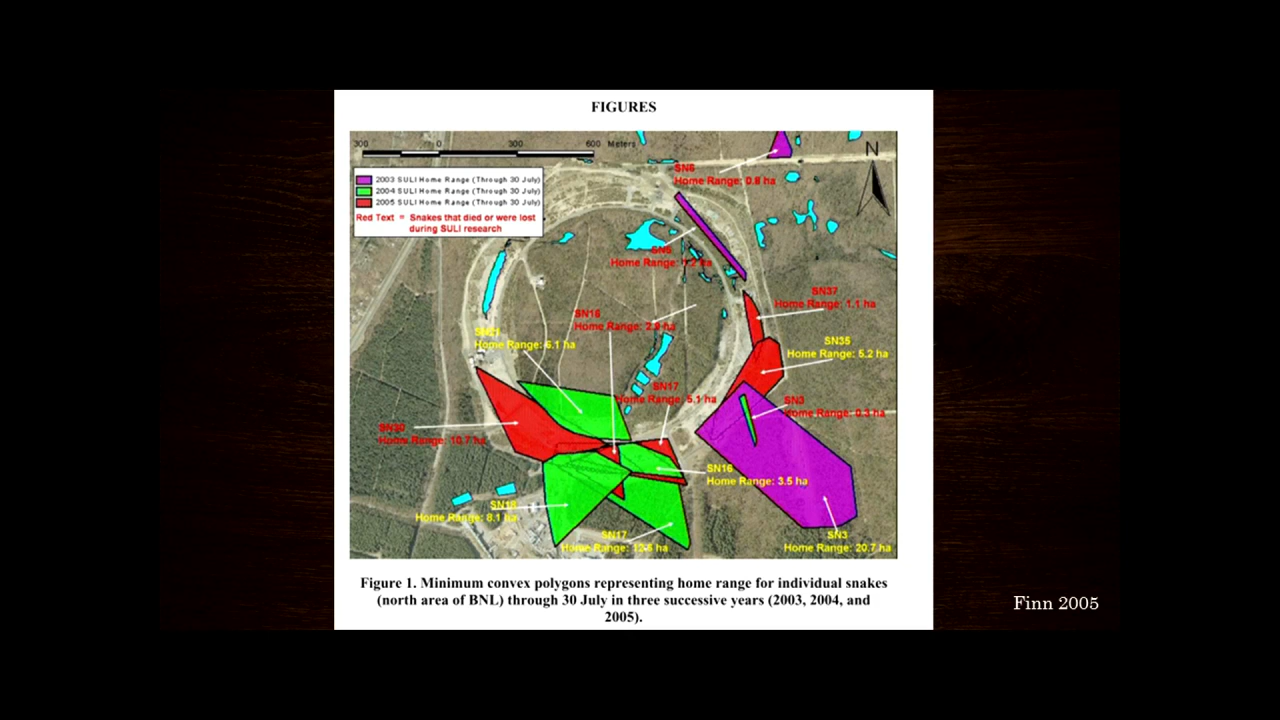 FIGURES
300 0 300 600 Meters
N
2003 SULI Home Range (Through 30 July)
2004 SULI Home Range (Through 30 July)
2005 SULI Home Range (Through 30 July)
Red Text = Snakes that died or were lost
during SULI research
SN6
Home Range: 0.8 ha
Home Range:
SN37
Home Range: 1.1 ha
SN35
Home Range: 5.2 ha
Home Range: 2.9 ha
Home Range: 6.1 ha
SN17
Home Range: 5.1 ha
SN3
Home Range: 0.3 ha
SN30
Home Range: 10.7 ha
SN16
Home Range: 3.5 ha
Home Range: 8.1 ha
SN17
Home Range:
SN3
Home Range: 20.7 ha
Figure 1. Minimum convex polygons representing home range for individual snakes
(north area of BNL) through 30 July in three successive years (2003, 2004, and
2005).
Finn 2005